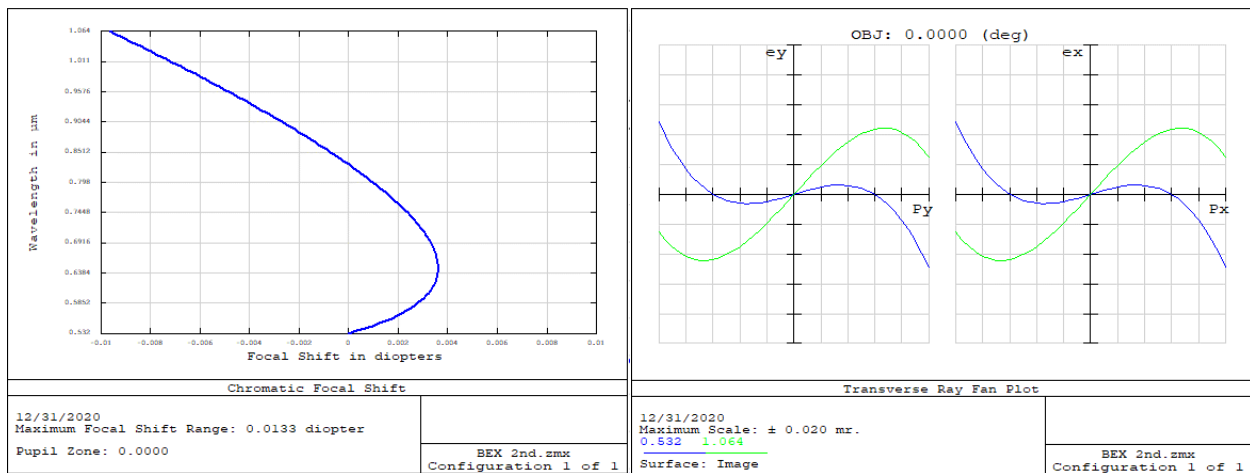 1.064
1.011
0.9576
0.9044
0.8512
0.798
0.7448
0.6916
0.6384
0.5852
0.532
Wavelength in µm
-0.01
-0.008
-0.006
-0.004
-0.002
0
0.002
0.004
0.006
0.008
0.01
Focal Shift in diopters
Chromatic Focal Shift
12/31/2020
Maximum Focal Shift Range: 0.0133 diopter
Pupil Zone: 0.0000
BEX 2nd.zmx
Configuration 1 of 1
OBJ: 0.0000 (deg)
ey
Py
ex
Px
Transverse Ray Fan Plot
12/31/2020
Maximum Scale: ± 0.020 mr.
0.532 1.064
Surface: Image
BEX 2nd.zmx
Configuration 1 of 1